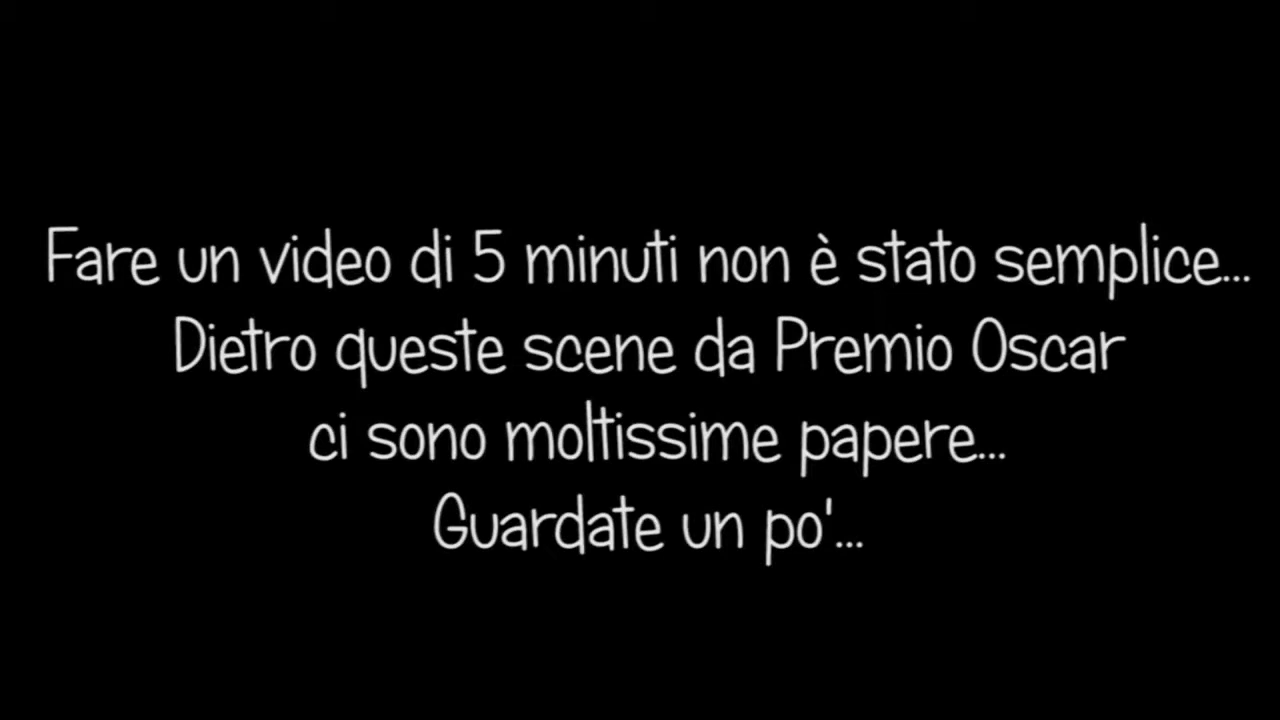 Fare un video di 5 minuti non è stato semplice...
Dietro queste scene da Premio Oscar
ci sono moltissime papere...
Guardate un po'...